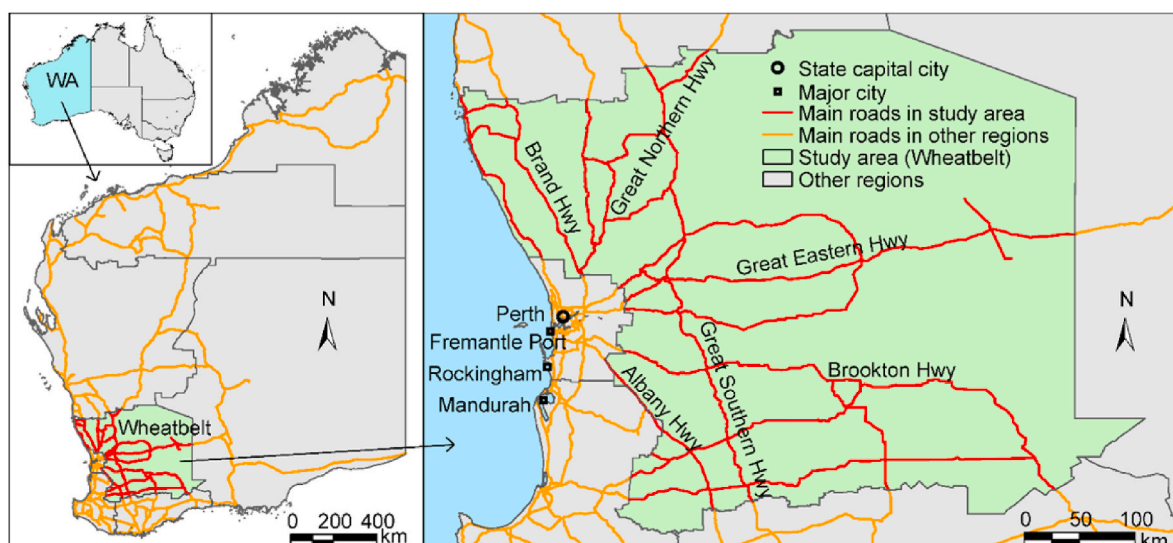 WA
N
Wheatbelt
0 200 400
km
State capital city
Major city
Main roads in study area
Main roads in other regions
Study area (Wheatbelt)
Other regions
Brand Hwy
Great Northern Hwy
Great Eastern Hwy
N
Perth
Fremantle Port
Rockingham
Mandurah
Albany Hwy
Great Southern Hwy
Brookton Hwy
0 50 100
km